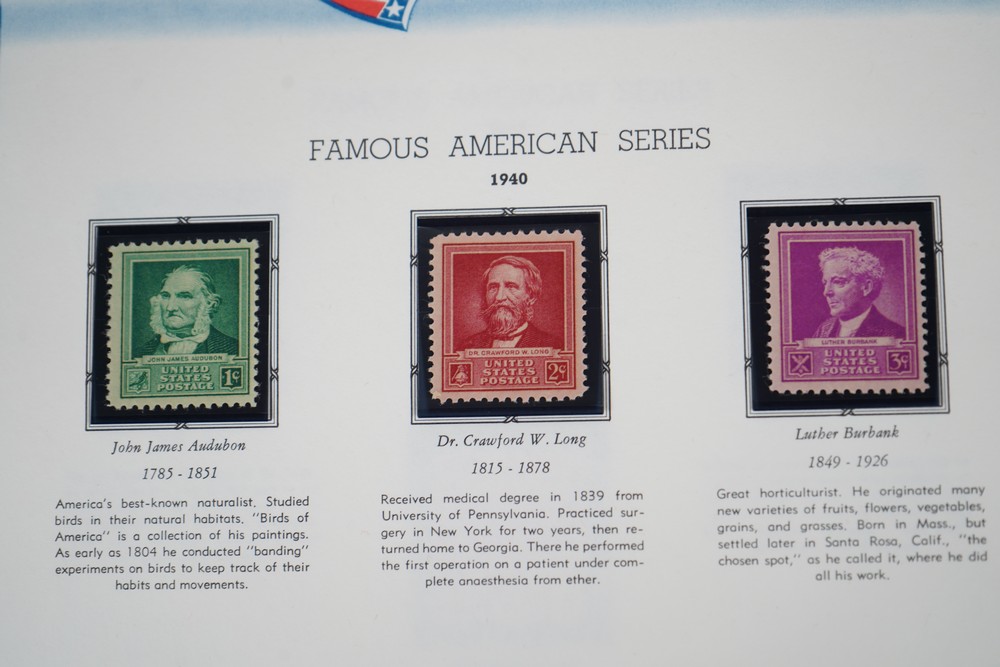 FAMOUS AMERICAN SERIES
1940
JOHN JAMES AUDUBON
UNITED
STATES
POSTAGE
1¢
John James Audubon
1785 - 1851
America's best-known naturalist. Studied
birds in their natural habitats. "Birds of
America" is a collection of his paintings.
As early as 1804 he conducted "banding"
experiments on birds to keep track of their
habits and movements.
DR. CRAWFORD W. LONG
UNITED
STATES
POSTAGE
2¢
Dr. Crawford W. Long
1815 - 1878
Received medical degree in 1839 from
University of Pennsylvania. Practiced sur-
gery in New York for two years, then re-
turned home to Georgia. There he performed
the first operation on a patient under com-
plete anaesthesia from ether.
LUTHER BURBANK
UNITED
STATES
POSTAGE
3¢
Luther Burbank
1849 - 1926
Great horticulturist. He originated many
new varieties of fruits, flowers, vegetables,
grains, and grasses. Born in Mass., but
settled later in Santa Rosa, Calif., "the
chosen spot," as he called it, where he did
all his work.